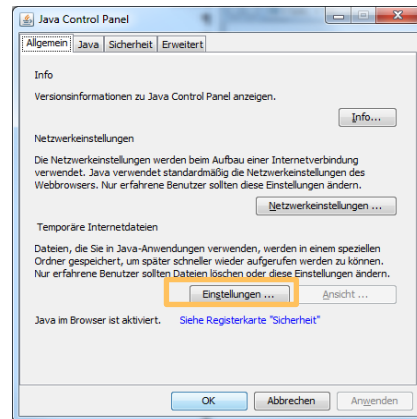 Java Control Panel
Allgemein Java Sicherheit Erweitert
Info
Versionsinformationen zu Java Control Panel anzeigen.
Info...
Netzwerkeinstellungen
Die Netzwerkeinstellungen werden beim Aufbau einer Internetverbindung
verwendet. Java verwendet standardmäßig die Netzwerkeinstellungen des
Webbrowsers. Nur erfahrene Benutzer sollten diese Einstellungen ändern.
Netzwerkeinstellungen ...
Temporäre Internetdateien
Dateien, die Sie in Java-Anwendungen verwenden, werden in einem speziellen
Ordner gespeichert, um später schneller wieder aufgerufen werden zu können.
Nur erfahrene Benutzer sollten Dateien löschen oder diese Einstellungen ändern.
Einstellungen ... Ansicht ...
Java im Browser ist aktiviert. Siehe Registerkarte "Sicherheit"
OK Abbrechen Anwenden